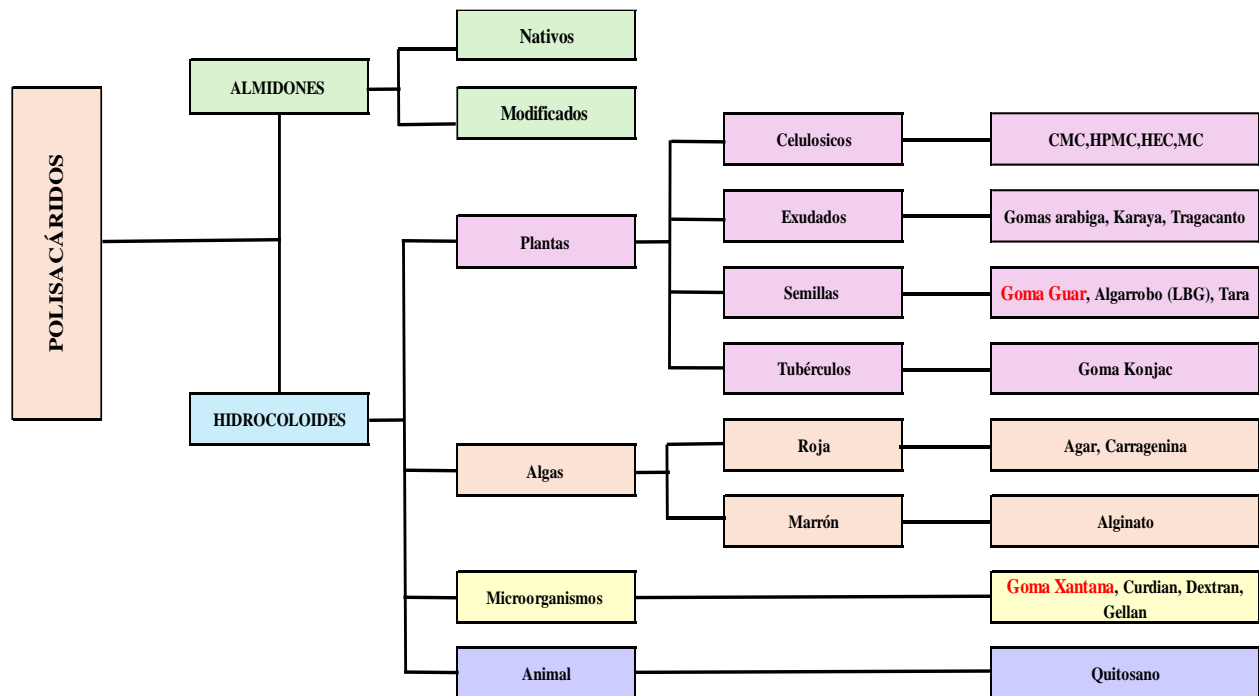 POLISACÁRIDOS
ALMIDONES
Nativos
Modificados
HIDROCOLOIDES
Plantas
Celulosicos
CMC,HPMC,HEC,MC
Exudados
Gomas arabiga, Karaya, Tragacanto
Semillas
Goma Guar, Algarrobo (LBG), Tara
Tubérculos
Goma Konjac
Algas
Roja
Agar, Carragenina
Marrón
Alginato
Microorganismos
Goma Xantana, Curdian, Dextran,
Gellan
Animal
Quitosano